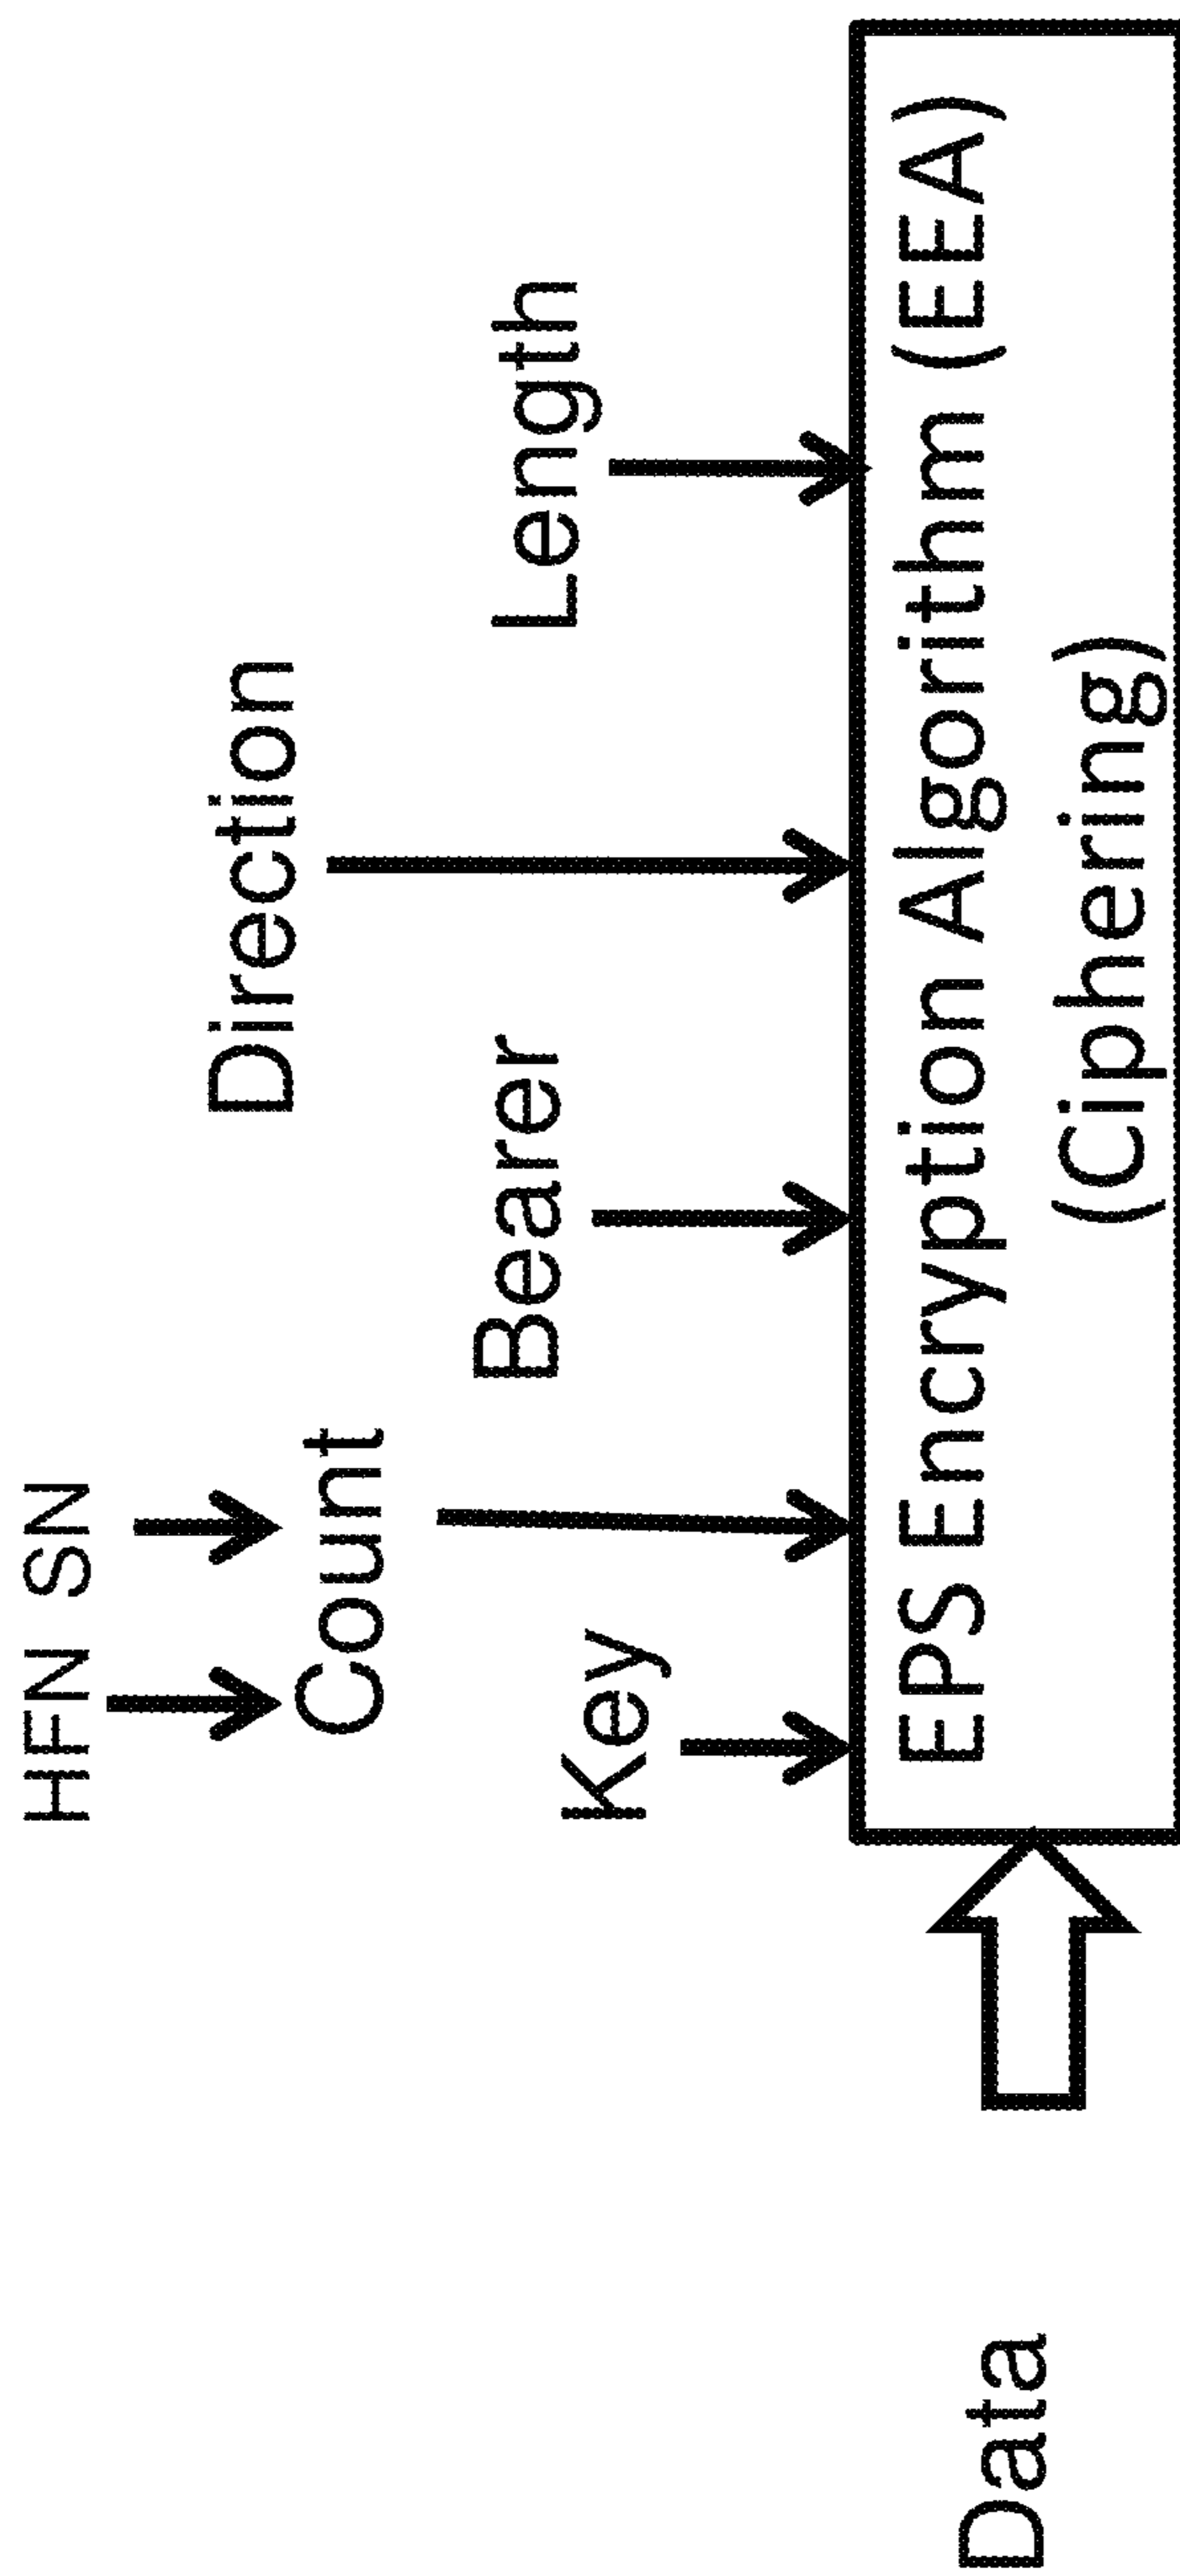 HFN SN
Count
Direction
Bearer
Length
Key
EPS Encryption Algorithm (EEA)
(Ciphering)
Data